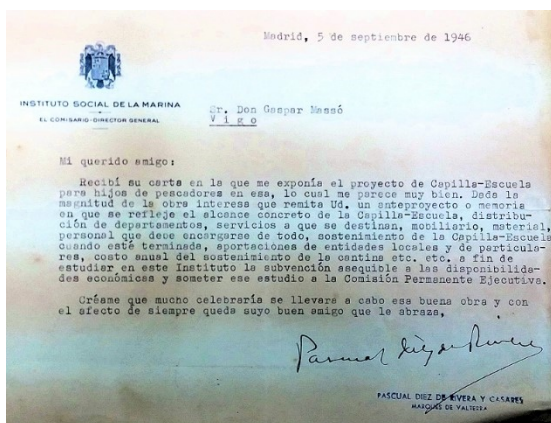 Madrid, 5 de septiembre de 1946
INSTITUTO SOCIAL DE LA MARINA
EL COMISARIO-DIRECTOR GENERAL
Sr. Don Gaspar Massó
Vigo
Mi querido amigo:
Recibí su carta en la que me exponía el proyecto de Capilla-Escuela
para hijos de pescadores en esa, lo cual me parece muy bien. Dada la
magnitud de la obra interesa que remita Ud. un anteproyecto o memoria
en que se refleje el alcance concreto de la Capilla-Escuela, distribu-
ción de departamentos, servicios a que se destinan, mobiliario, material,
personal que debe encargarse de todo, sostenimiento de la Capilla-Escuela
cuando esté terminada, aportaciones de entidades locales y de particula-
res, costo anual del sostenimiento de la cantina etc. etc. a fin de
estudiar en este Instituto la subvención asequible a las disponibilida-
des económicas y someter ese estudio a la Comisión Permanente Ejecutiva.
Créame que mucho celebraría se llevara a cabo esa buena obra y con
el afecto de siempre queda suyo buen amigo que le abraza,
Pascual Díez de Rivera
PASCUAL DIEZ DE RIVERA Y CASARES
MARQUÉS DE VALTERRA